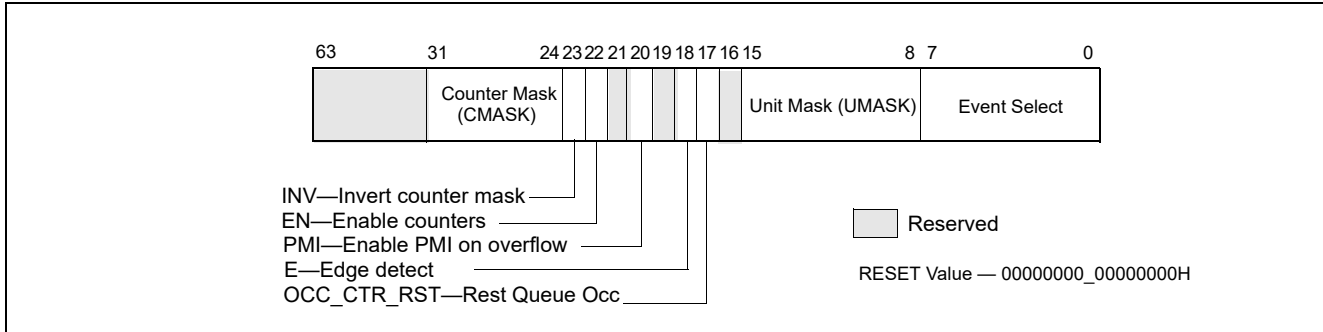 63 31 24 23 22 21 20 19 18 17 16 15 8 7 0
Counter Mask
(CMASK)
Unit Mask (UMASK)
Event Select
INV—Invert counter mask
EN—Enable counters
PMI—Enable PMI on overflow
E—Edge detect
OCC_CTR_RST—Rest Queue Occ
Reserved
RESET Value — 00000000_00000000H